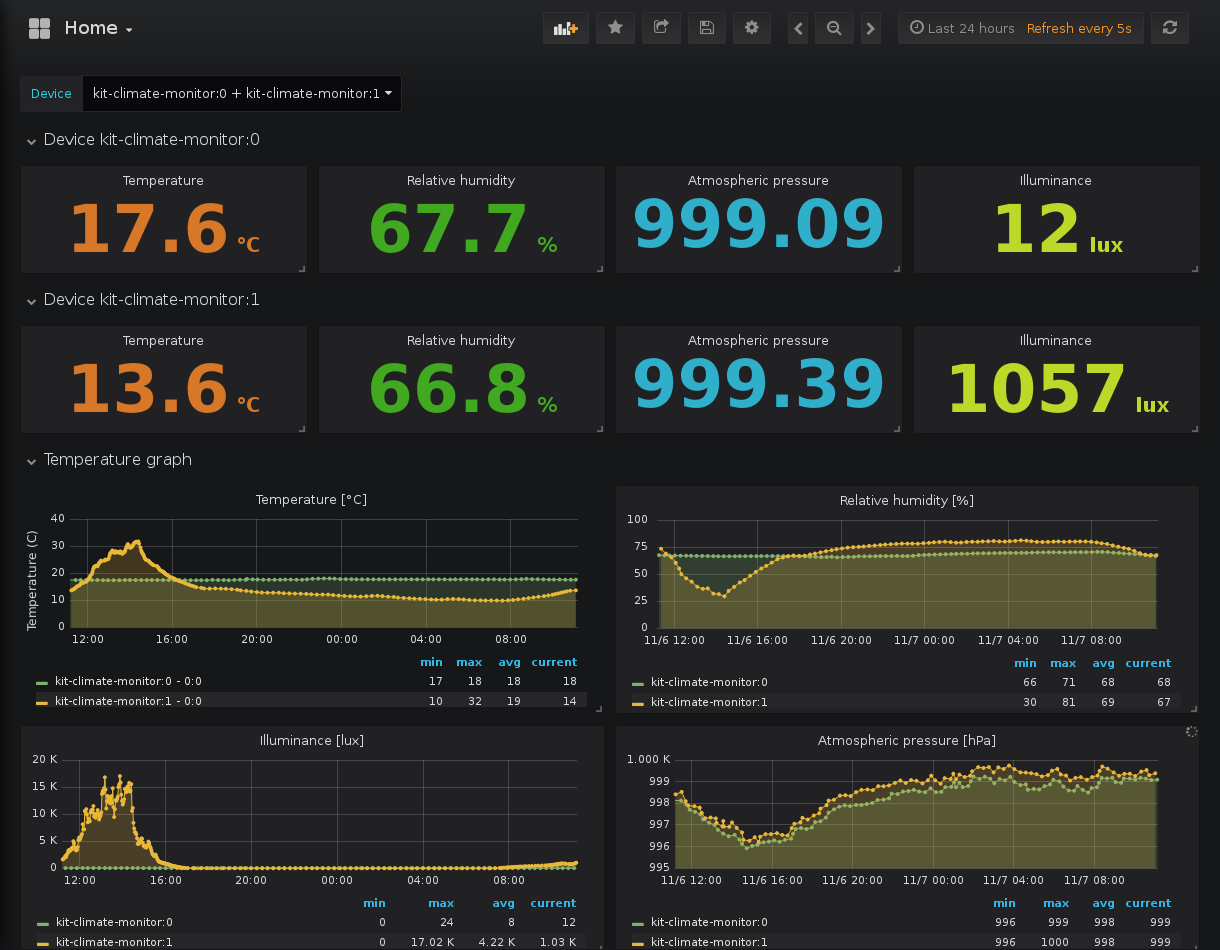 Home
Last 24 hours Refresh every 5s
Device kit-climate-monitor:0 + kit-climate-monitor:1
Device kit-climate-monitor:0
Temperature
17.6 °C
Relative humidity
67.7 %
Atmospheric pressure
999.09
Illuminance
12 lux
Device kit-climate-monitor:1
Temperature
13.6 °C
Relative humidity
66.8 %
Atmospheric pressure
999.39
Illuminance
1057 lux
Temperature graph
Temperature [°C]
Temperature (C)
40
30
20
10
0
12:00 16:00 20:00 00:00 04:00 08:00
min max avg current
kit-climate-monitor:0 - 0:0 17 18 18 18
kit-climate-monitor:1 - 0:0 10 32 19 14
Relative humidity [%]
100
75
50
25
0
11/6 12:00 11/6 16:00 11/6 20:00 11/7 00:00 11/7 04:00 11/7 08:00
min max avg current
kit-climate-monitor:0 66 71 68 68
kit-climate-monitor:1 30 81 69 67
Illuminance [lux]
20 K
15 K
10 K
5 K
0
12:00 16:00 20:00 00:00 04:00 08:00
min max avg current
kit-climate-monitor:0 0 24 8 12
kit-climate-monitor:1 0 17.02 K 4.22 K 1.03 K
Atmospheric pressure [hPa]
1.000 K
999
998
997
996
995
11/6 12:00 11/6 16:00 11/6 20:00 11/7 00:00 11/7 04:00 11/7 08:00
min max avg current
kit-climate-monitor:0 996 999 998 999
kit-climate-monitor:1 996 1000 998 999